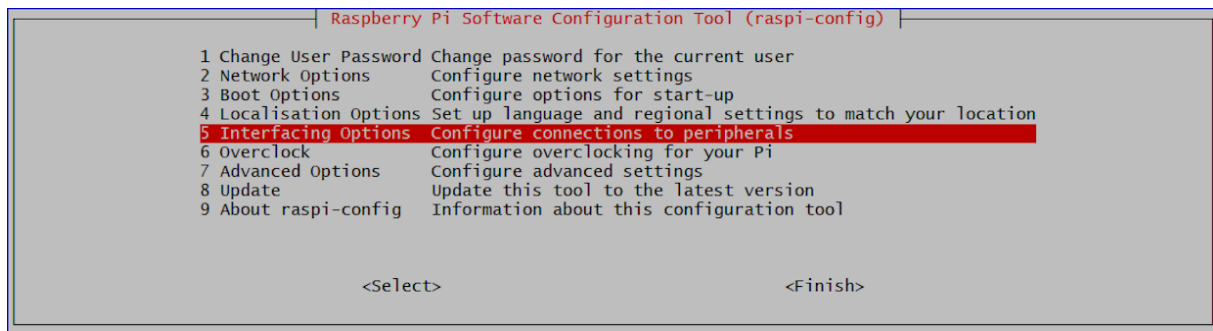 Raspberry Pi Software Configuration Tool (raspi-config)
1 Change User Password Change password for the current user
2 Network Options Configure network settings
3 Boot Options Configure options for start-up
4 Localisation Options Set up language and regional settings to match your location
5 Interfacing Options Configure connections to peripherals
6 Overclock Configure overclocking for your Pi
7 Advanced Options Configure advanced settings
8 Update Update this tool to the latest version
9 About raspi-config Information about this configuration tool
<Select> <Finish>